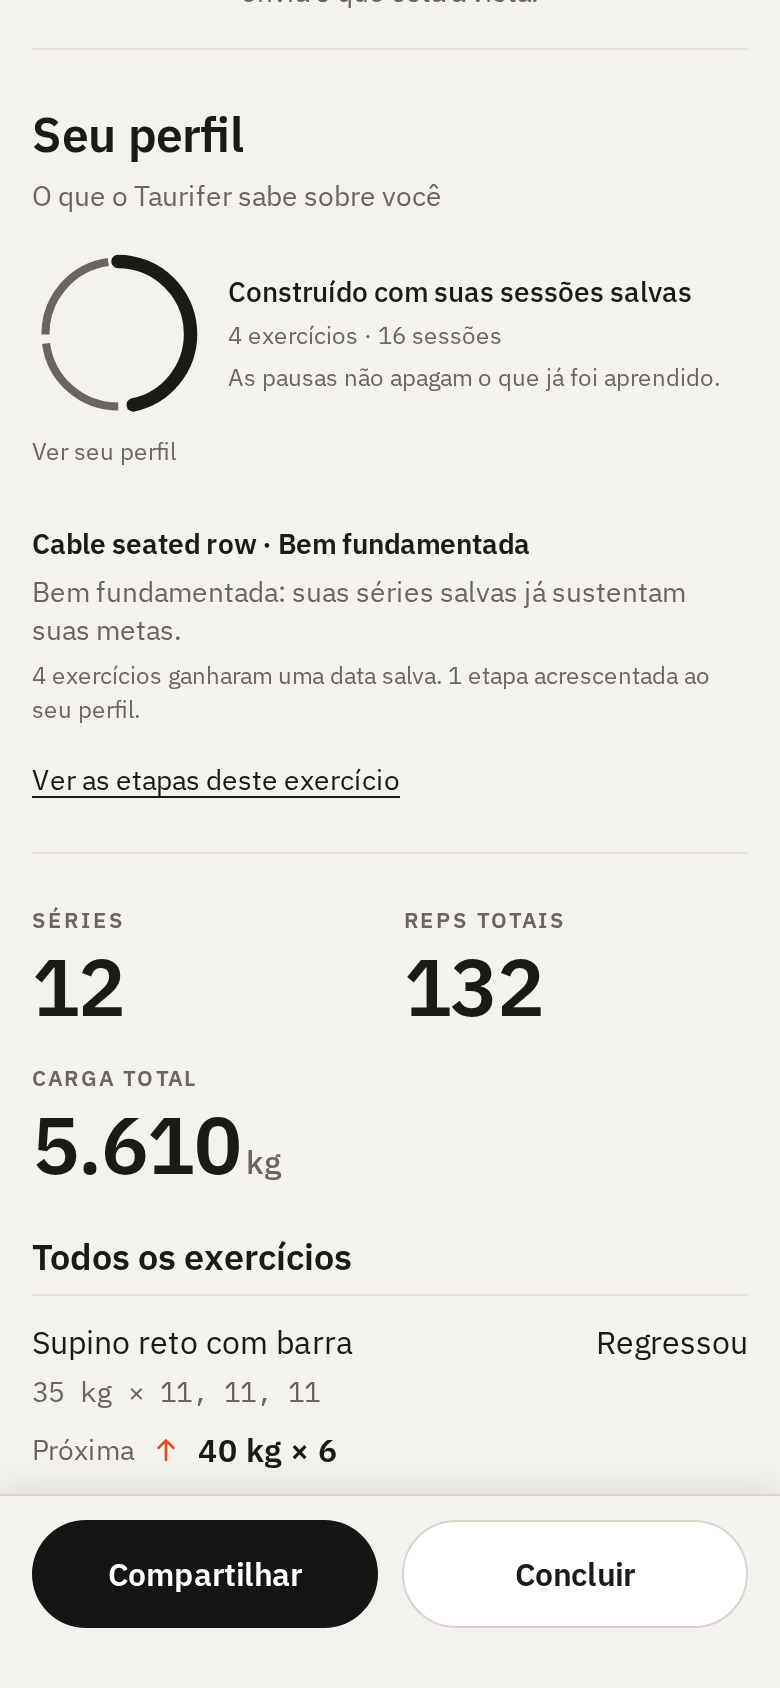 Seu perfil
O que o Taurifer sabe sobre você
Construído com suas sessões salvas
4 exercícios · 16 sessões
As pausas não apagam o que já foi aprendido.
Ver seu perfil
Cable seated row · Bem fundamentada
Bem fundamentada: suas séries salvas já sustentam
suas metas.
4 exercícios ganharam uma data salva. 1 etapa acrescentada ao
seu perfil.
Ver as etapas deste exercício
SÉRIES
12
REPS TOTAIS
132
CARGA TOTAL
5.610 kg
Todos os exercícios
Supino reto com barra Regressou
35 kg × 11, 11, 11
Próxima ↑ 40 kg × 6
Compartilhar
Concluir